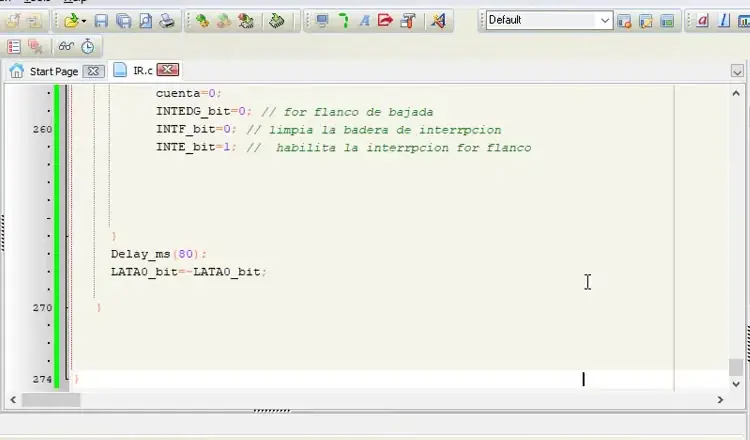 Default
Start Page
IR.c
cuenta=0;
INTEDG_bit=0; // for flanco de bajada
260
INTF_bit=0; // limpia la badera de interrpcion
INTE_bit=1; //  habilita la interrpcion for flanco
}
Delay_ms(80);
LATA0_bit=~LATA0_bit;
270
}
274
}